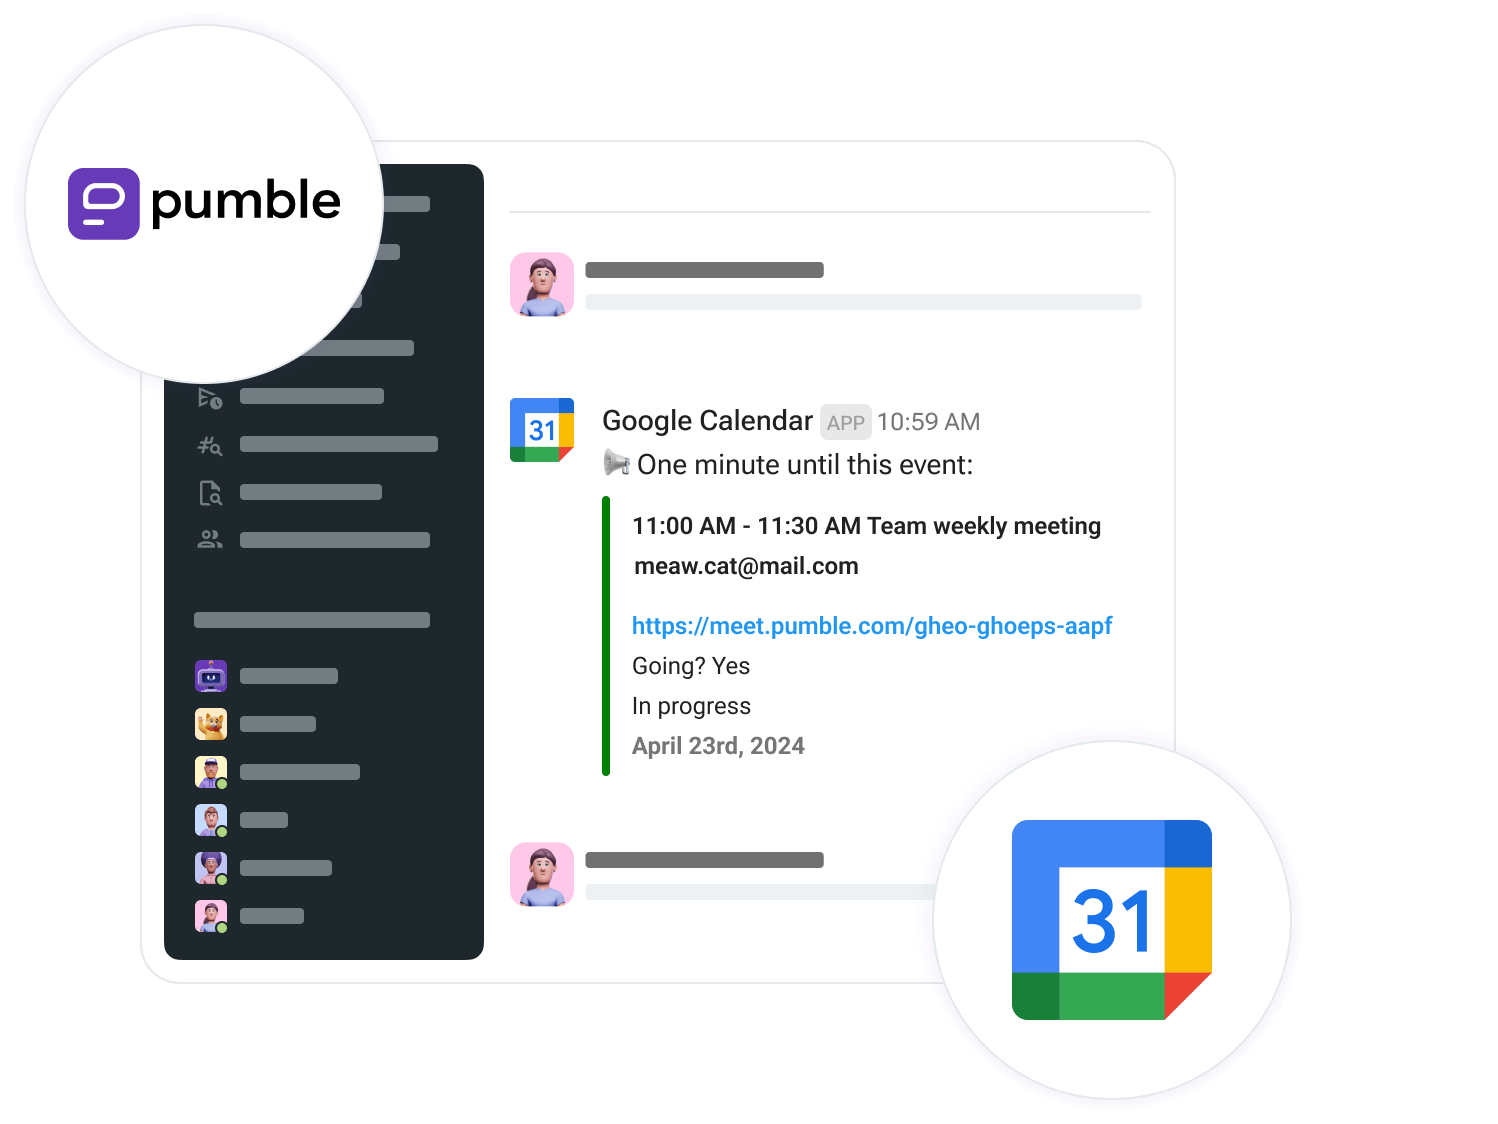 pumble
31
Google Calendar APP 10:59 AM
One minute until this event:
11:00 AM - 11:30 AM Team weekly meeting
meaw.cat@mail.com
https://meet.pumble.com/gheo-ghoeps-aapf
Going? Yes
In progress
April 23rd, 2024
31